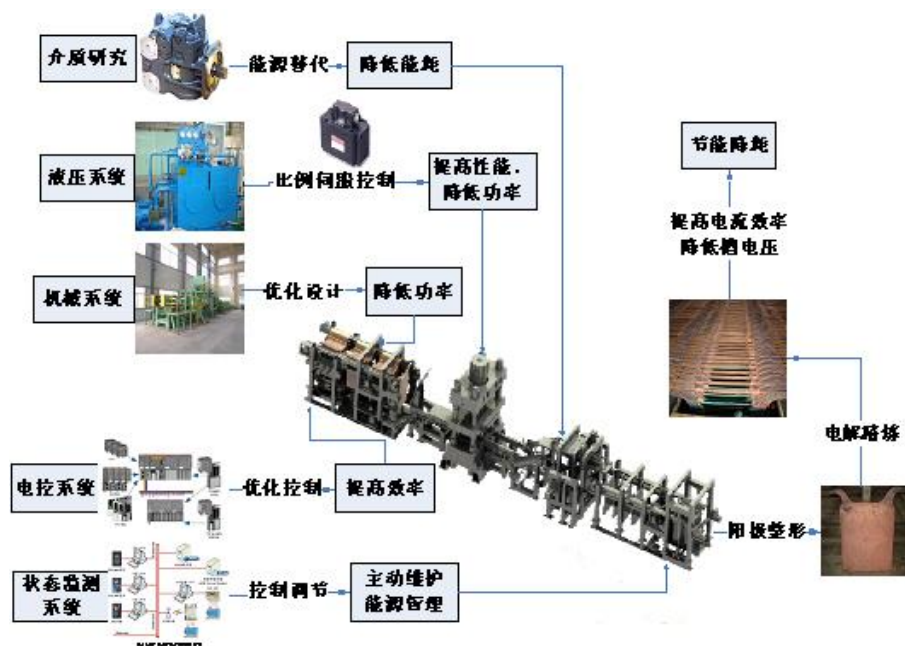 介质研究
能源替代
降低能耗
液压系统
比例伺服控制
提高性能、
降低功率
节能降耗
提高电流效率
降低槽电压
机械系统
优化设计
降低功率
电解精炼
电控系统
优化控制
提高效率
阳极整形
状态监测
系统
控制调节
主动维护
能源管理